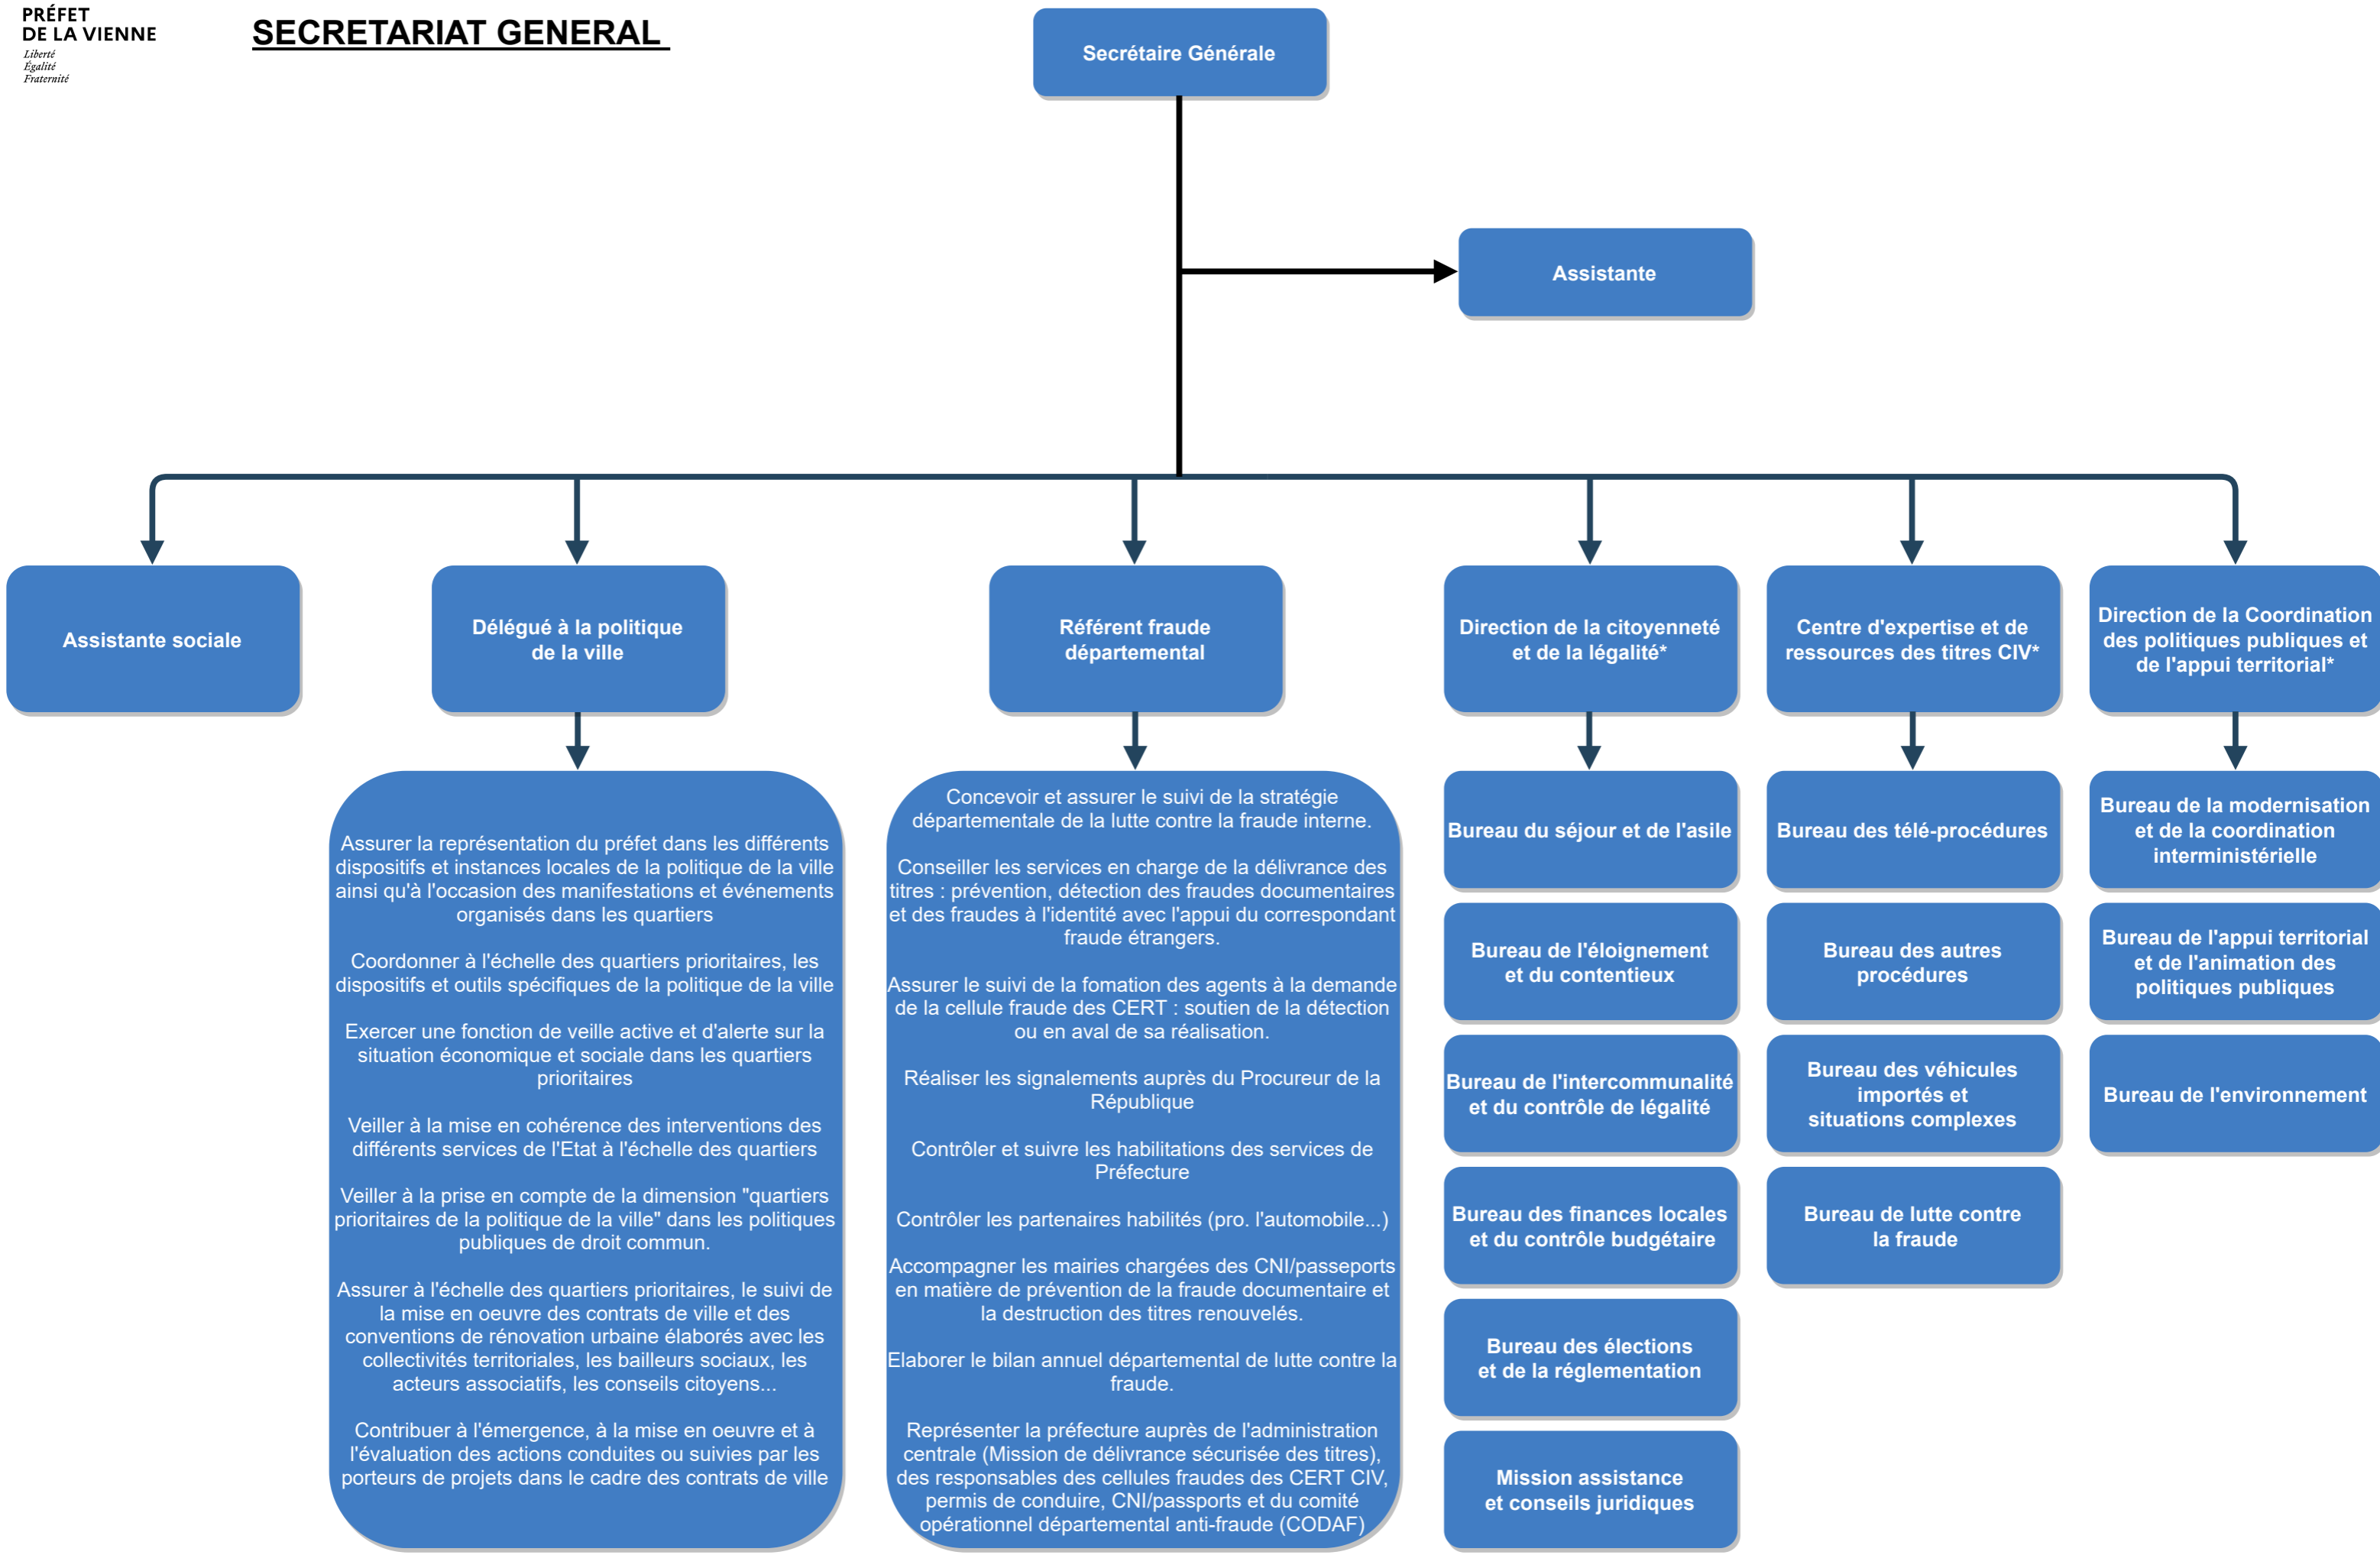 PRÉFET
DE LA VIENNE
Liberté
Égalité
Fraternité
SECRETARIAT GENERAL
Secrétaire Générale
Assistante
Assistante sociale
Délégué à la politique
de la ville
Référent fraude
départemental
Direction de la citoyenneté
et de la légalité*
Centre d'expertise et de
ressources des titres CIV*
Direction de la Coordination
des politiques publiques et
de l'appui territorial*
Assurer la représentation du préfet dans les différents
dispositifs et instances locales de la politique de la ville
ainsi qu'à l'occasion des manifestations et événements
organisés dans les quartiers
Coordonner à l'échelle des quartiers prioritaires, les
dispositifs et outils spécifiques de la politique de la ville
Exercer une fonction de veille active et d'alerte sur la
situation économique et sociale dans les quartiers
prioritaires
Veiller à la mise en cohérence des interventions des
différents services de l'Etat à l'échelle des quartiers
Veiller à la prise en compte de la dimension "quartiers
prioritaires de la politique de la ville" dans les politiques
publiques de droit commun.
Assurer à l'échelle des quartiers prioritaires, le suivi de
la mise en oeuvre des contrats de ville et des
conventions de rénovation urbaine élaborés avec les
collectivités territoriales, les bailleurs sociaux, les
acteurs associatifs, les conseils citoyens...
Contribuer à l'émergence, à la mise en oeuvre et à
l'évaluation des actions conduites ou suivies par les
porteurs de projets dans le cadre des contrats de ville
Concevoir et assurer le suivi de la stratégie
départementale de la lutte contre la fraude interne.
Conseiller les services en charge de la délivrance des
titres : prévention, détection des fraudes documentaires
et des fraudes à l'identité avec l'appui du correspondant
fraude étrangers.
Assurer le suivi de la fomation des agents à la demande
de la cellule fraude des CERT : soutien de la détection
ou en aval de sa réalisation.
Réaliser les signalements auprès du Procureur de la
République
Contrôler et suivre les habilitations des services de
Préfecture
Contrôler les partenaires habilités (pro. l'automobile...)
Accompagner les mairies chargées des CNI/passeports
en matière de prévention de la fraude documentaire et
la destruction des titres renouvelés.
Elaborer le bilan annuel départemental de lutte contre la
fraude.
Représenter la préfecture auprès de l'administration
centrale (Mission de délivrance sécurisée des titres),
des responsables des cellules fraudes des CERT CIV,
permis de conduire, CNI/passports et du comité
opérationnel départemental anti-fraude (CODAF)
Bureau du séjour et de l'asile
Bureau de l'éloignement
et du contentieux
Bureau de l'intercommunalité
et du contrôle de légalité
Bureau des finances locales
et du contrôle budgétaire
Bureau des élections
et de la réglementation
Mission assistance
et conseils juridiques
Bureau des télé-procédures
Bureau des autres
procédures
Bureau des véhicules
importés et
situations complexes
Bureau de lutte contre
la fraude
Bureau de la modernisation
et de la coordination
interministérielle
Bureau de l'appui territorial
et de l'animation des
politiques publiques
Bureau de l'environnement